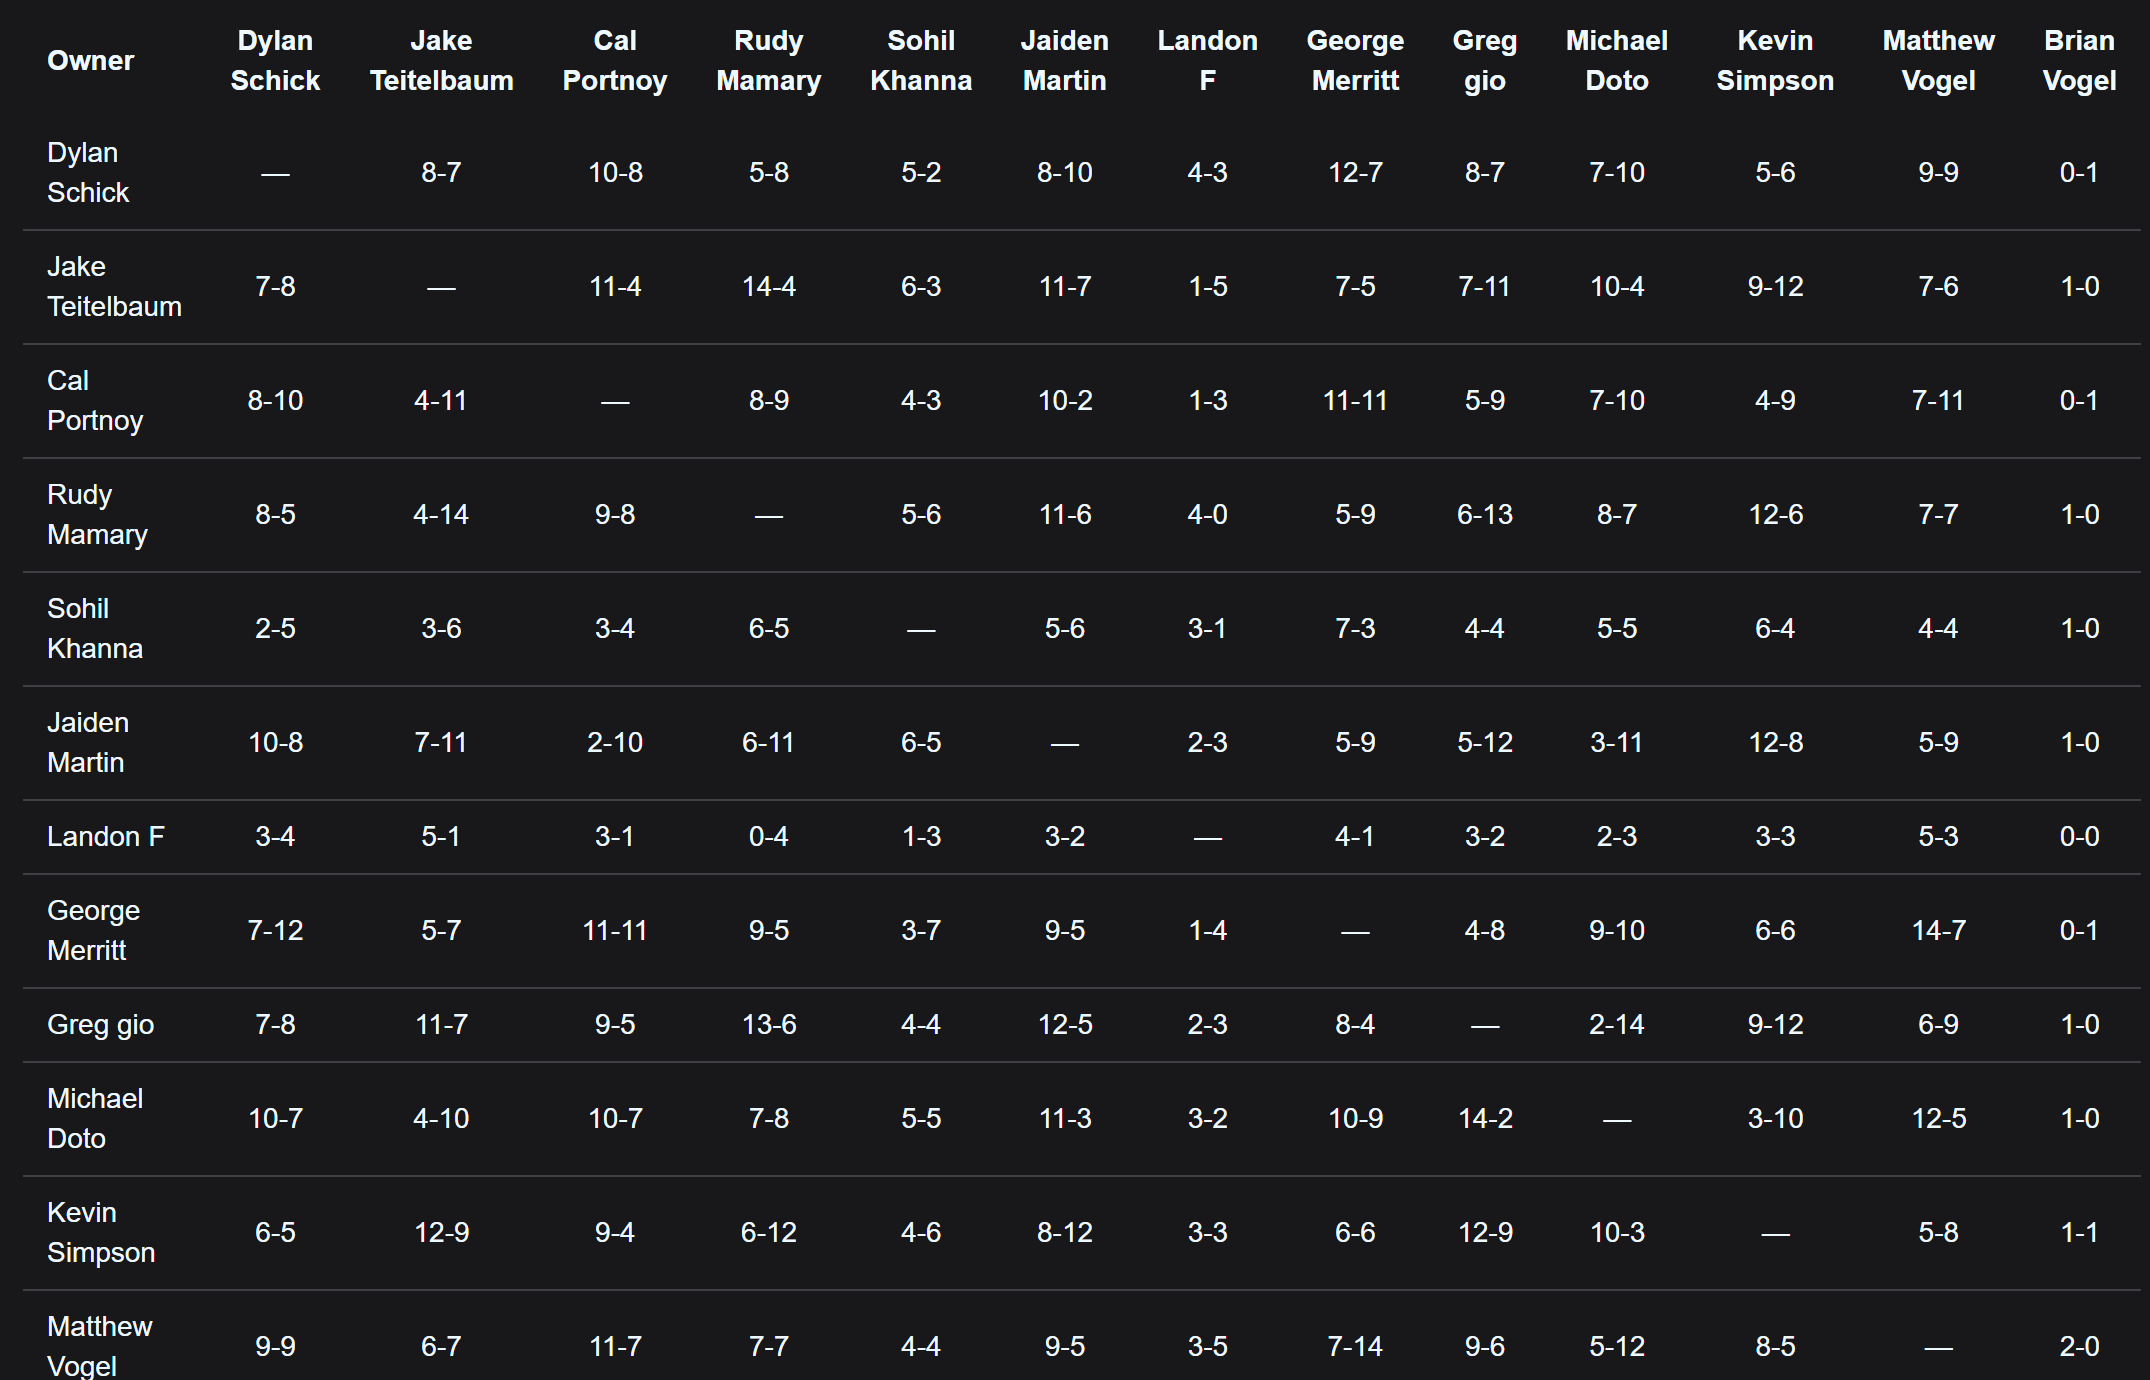 Owner Dylan Schick Jake Teitelbaum Cal Portnoy Rudy Mamary Sohil Khanna Jaiden Martin Landon F George Merritt Greg gio Michael Doto Kevin Simpson Matthew Vogel Brian Vogel
Dylan Schick — 8-7 10-8 5-8 5-2 8-10 4-3 12-7 8-7 7-10 5-6 9-9 0-1
Jake Teitelbaum 7-8 — 11-4 14-4 6-3 11-7 1-5 7-5 7-11 10-4 9-12 7-6 1-0
Cal Portnoy 8-10 4-11 — 8-9 4-3 10-2 1-3 11-11 5-9 7-10 4-9 7-11 0-1
Rudy Mamary 8-5 4-14 9-8 — 5-6 11-6 4-0 5-9 6-13 8-7 12-6 7-7 1-0
Sohil Khanna 2-5 3-6 3-4 6-5 — 5-6 3-1 7-3 4-4 5-5 6-4 4-4 1-0
Jaiden Martin 10-8 7-11 2-10 6-11 6-5 — 2-3 5-9 5-12 3-11 12-8 5-9 1-0
Landon F 3-4 5-1 3-1 0-4 1-3 3-2 — 4-1 3-2 2-3 3-3 5-3 0-0
George Merritt 7-12 5-7 11-11 9-5 3-7 9-5 1-4 — 4-8 9-10 6-6 14-7 0-1
Greg gio 7-8 11-7 9-5 13-6 4-4 12-5 2-3 8-4 — 2-14 9-12 6-9 1-0
Michael Doto 10-7 4-10 10-7 7-8 5-5 11-3 3-2 10-9 14-2 — 3-10 12-5 1-0
Kevin Simpson 6-5 12-9 9-4 6-12 4-6 8-12 3-3 6-6 12-9 10-3 — 5-8 1-1
Matthew Vogel 9-9 6-7 11-7 7-7 4-4 9-5 3-5 7-14 9-6 5-12 8-5 — 2-0